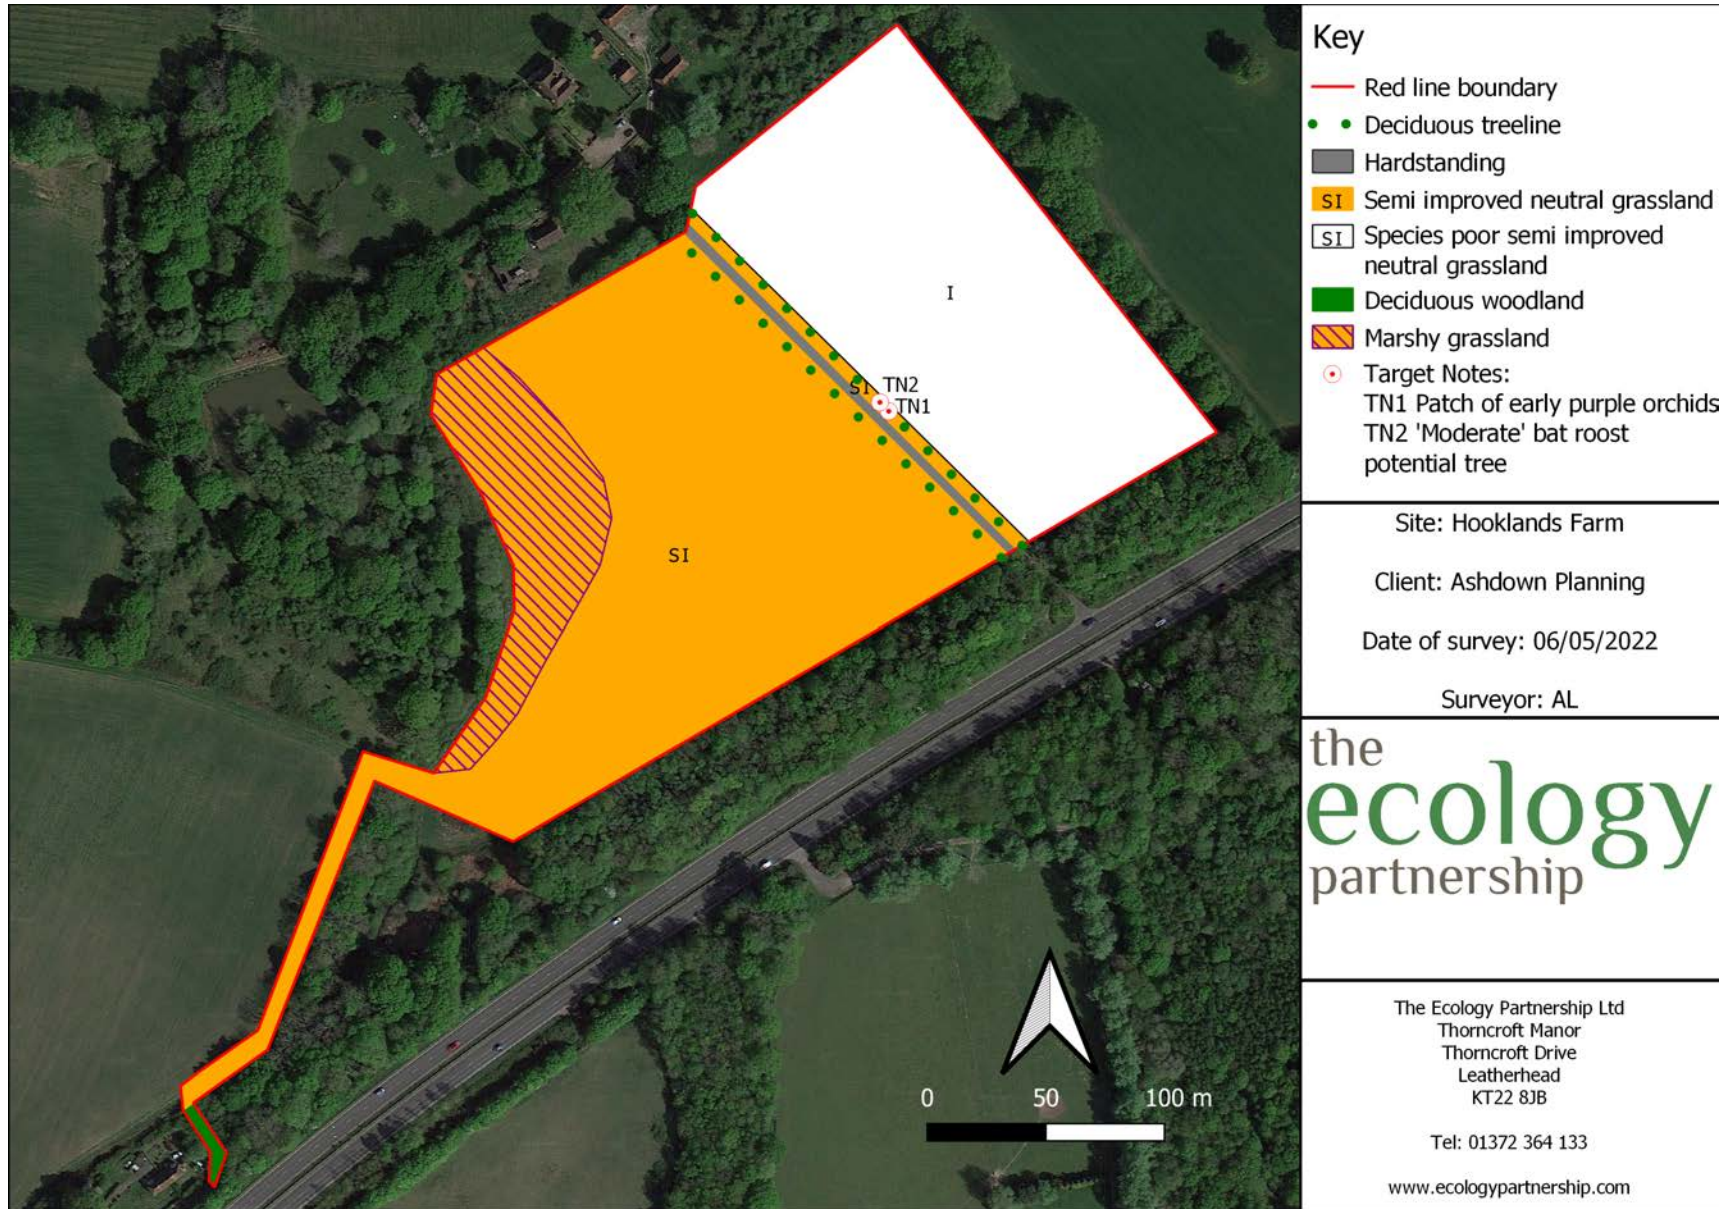 I
SI
TN2
TN1
SI
0 50 100 m
Key
Red line boundary
Deciduous treeline
Hardstanding
SI Semi improved neutral grassland
SI Species poor semi improved
neutral grassland
Deciduous woodland
Marshy grassland
Target Notes:
TN1 Patch of early purple orchids
TN2 'Moderate' bat roost
potential tree
Site: Hooklands Farm
Client: Ashdown Planning
Date of survey: 06/05/2022
Surveyor: AL
the
ecology
partnership
The Ecology Partnership Ltd
Thorncroft Manor
Thorncroft Drive
Leatherhead
KT22 8JB
Tel: 01372 364 133
www.ecologypartnership.com